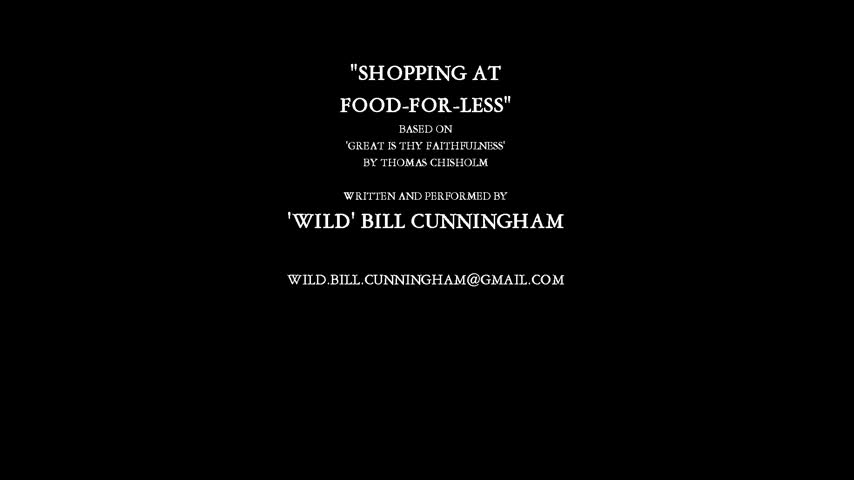 "SHOPPING AT
FOOD-FOR-LESS"
BASED ON
'GREAT IS THY FAITHFULNESS'
BY THOMAS CHISHOLM
WRITTEN AND PERFORMED BY
'WILD' BILL CUNNINGHAM
WILD.BILL.CUNNINGHAM@GMAIL.COM